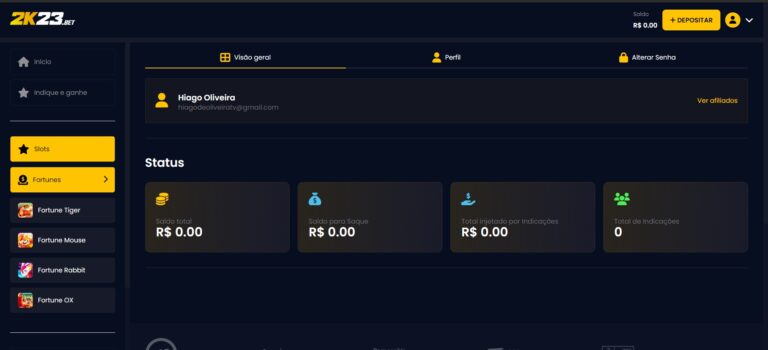 2K23.BET
Saldo
R$ 0.00
+ DEPOSITAR
Início
Indique e ganhe
Slots
Fortunes
Fortune Tiger
Fortune Mouse
Fortune Rabbit
Fortune OX
Visão geral
Perfil
Alterar Senha
Hiago Oliveira
hiagodeoliveiratv@gmail.com
Ver afiliados
Status
Saldo total
R$ 0.00
Saldo para Saque
R$ 0.00
Total injetado por Indicações
R$ 0.00
Total de Indicações
0